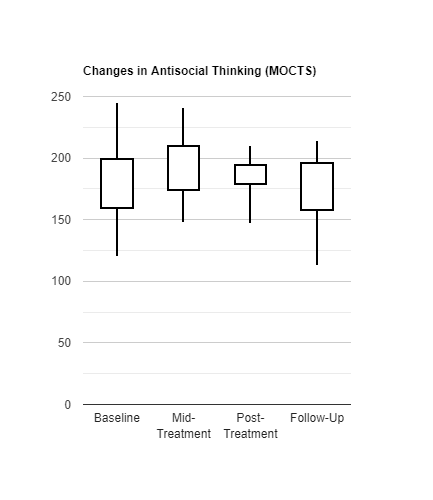 Changes in Antisocial Thinking (MOCTS)
250
200
150
100
50
0
Baseline
Mid-
Treatment
Post-
Treatment
Follow-Up